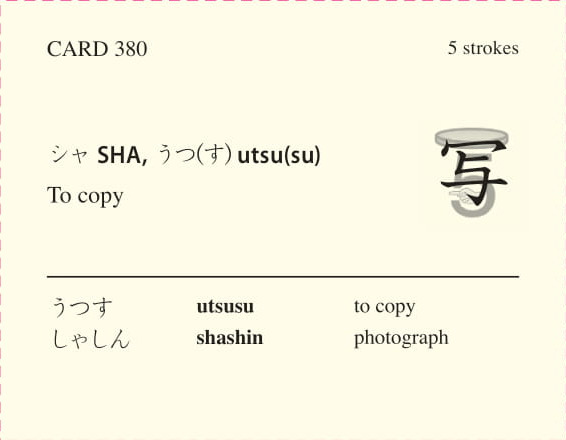 CARD 380 5 strokes
シャ SHA, うつ(す) utsu(su)
写
To copy
うつす utsusu to copy
しゃしん shashin photograph